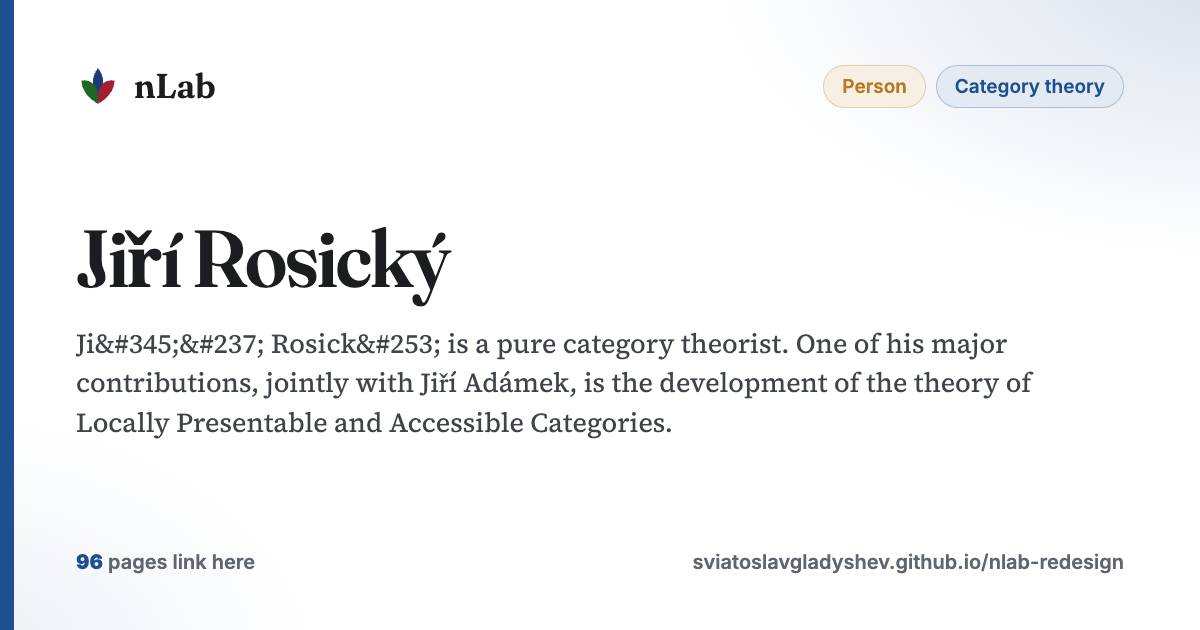 nLab
Person
Category theory
Jiří Rosický
Ji&#345;&#237; Rosick&#253; is a pure category theorist. One of his major
contributions, jointly with Jiří Adámek, is the development of the theory of
Locally Presentable and Accessible Categories.
96 pages link here
sviatoslavgladyshev.github.io/nlab-redesign